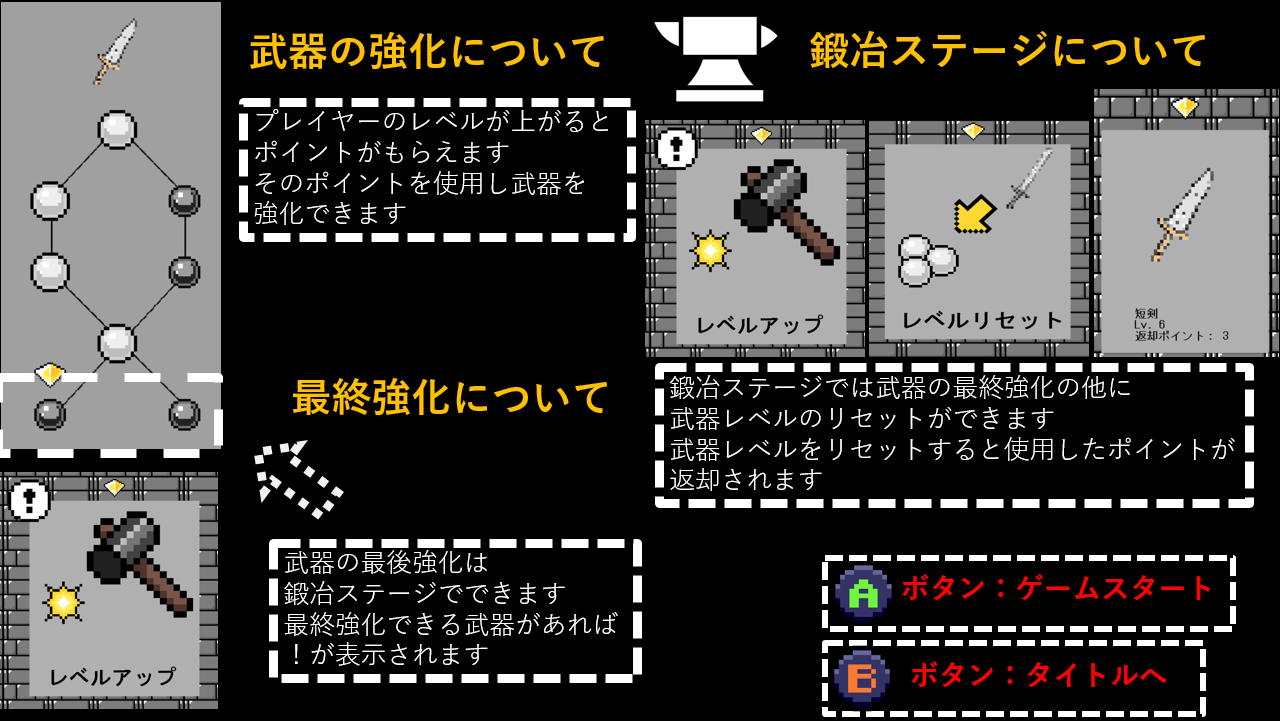 武器の強化について
プレイヤーのレベルが上がると
ポイントがもらえます
そのポイントを使用し武器を
強化できます
最終強化について
武器の最後強化は
鍛冶ステージでできます
最終強化できる武器があれば
！が表示されます
!
レベルアップ
鍛冶ステージについて
!
レベルアップ
レベルリセット
短剣
Lv. 6
返却ポイント： 3
鍛冶ステージでは武器の最終強化の他に
武器レベルのリセットができます
武器レベルをリセットすると使用したポイントが
返却されます
A ボタン：ゲームスタート
B ボタン：タイトルへ